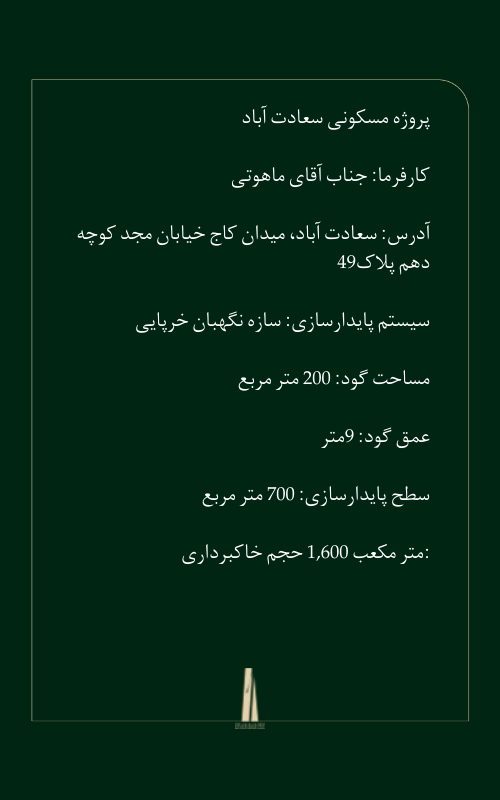 پروژه مسکونی سعادت آباد
کارفرما: جناب آقای ماهوتی
آدرس: سعادت آباد، میدان کاج خیابان مجد کوچه
دهم پلاک49
سیستم پایدارسازی: سازه نگهبان خرپایی
مساحت گود: 200 متر مربع
عمق گود: 9متر
سطح پایدارسازی: 700 متر مربع
:متر مکعب 1,600 حجم خاکبرداری